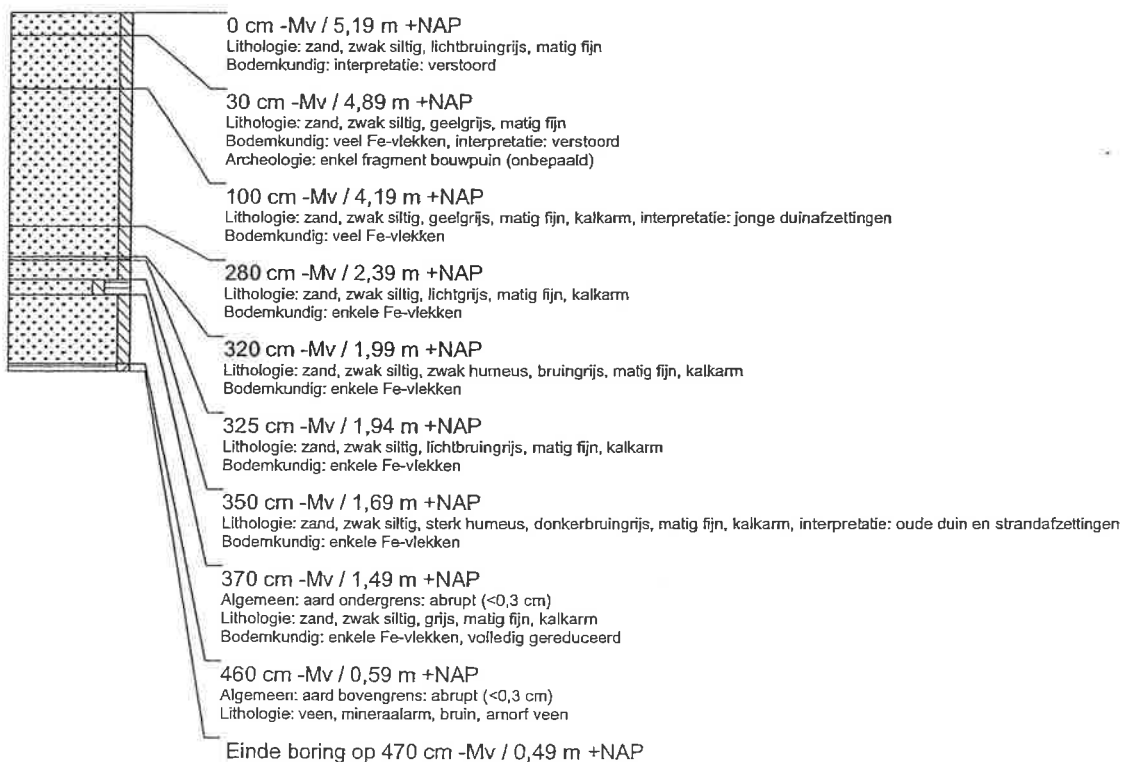 0 cm -Mv / 5,19 m +NAP
Lithologie: zand, zwak siltig, lichtbruingrijs, matig fijn
Bodemkundig: interpretatie: verstoord
30 cm -Mv / 4,89 m +NAP
Lithologie: zand, zwak siltig, geelgrijs, matig fijn
Bodemkundig: veel Fe-vlekken, interpretatie: verstoord
Archeologie: enkel fragment bouwpuin (onbepaald)
100 cm -Mv / 4,19 m +NAP
Lithologie: zand, zwak siltig, geelgrijs, matig fijn, kalkarm, interpretatie: jonge duinafzettingen
Bodemkundig: veel Fe-vlekken
280 cm -Mv / 2,39 m +NAP
Lithologie: zand, zwak siltig, lichtgrijs, matig fijn, kalkarm
Bodemkundig: enkele Fe-vlekken
320 cm -Mv / 1,99 m +NAP
Lithologie: zand, zwak siltig, zwak humeus, bruingrijs, matig fijn, kalkarm
Bodemkundig: enkele Fe-vlekken
325 cm -Mv / 1,94 m +NAP
Lithologie: zand, zwak siltig, lichtbruingrijs, matig fijn, kalkarm
Bodemkundig: enkele Fe-vlekken
350 cm -Mv / 1,69 m +NAP
Lithologie: zand, zwak siltig, sterk humeus, donkerbruingrijs, matig fijn, kalkarm, interpretatie: oude duin en strandafzettingen
Bodemkundig: enkele Fe-vlekken
370 cm -Mv / 1,49 m +NAP
Algemeen: aard ondergrens: abrupt (<0,3 cm)
Lithologie: zand, zwak siltig, grijs, matig fijn, kalkarm
Bodemkundig: enkele Fe-vlekken, volledig gereduceerd
460 cm -Mv / 0,59 m +NAP
Algemeen: aard bovengrens: abrupt (<0,3 cm)
Lithologie: veen, mineraalarm, bruin, amorf veen
Einde boring op 470 cm -Mv / 0,49 m +NAP